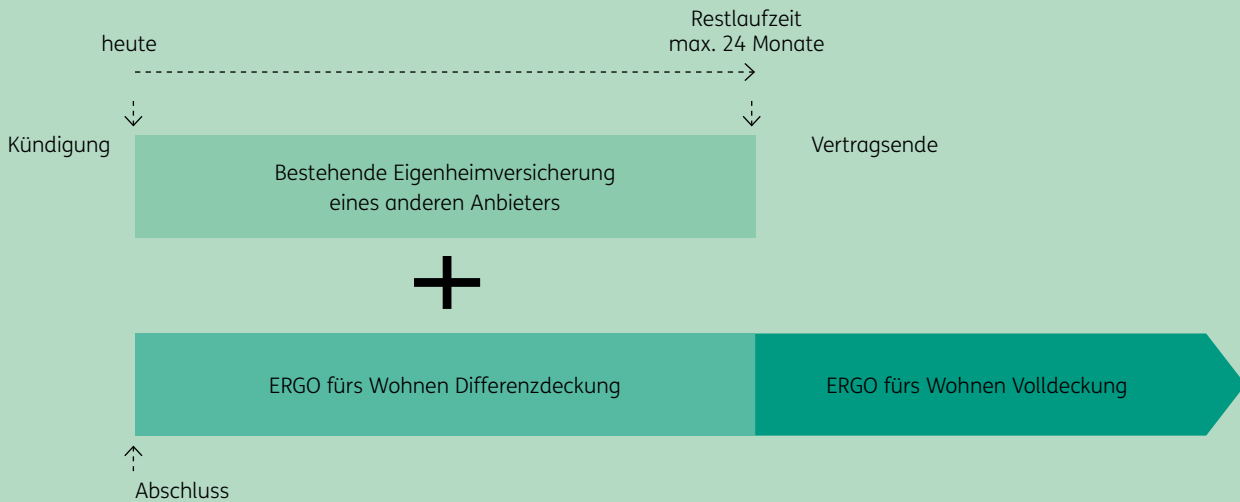 heute
Restlaufzeit
max. 24 Monate
Kündigung
Vertragsende
Bestehende Eigenheimversicherung
eines anderen Anbieters
ERGO fürs Wohnen Differenzdeckung
ERGO fürs Wohnen Volldeckung
Abschluss